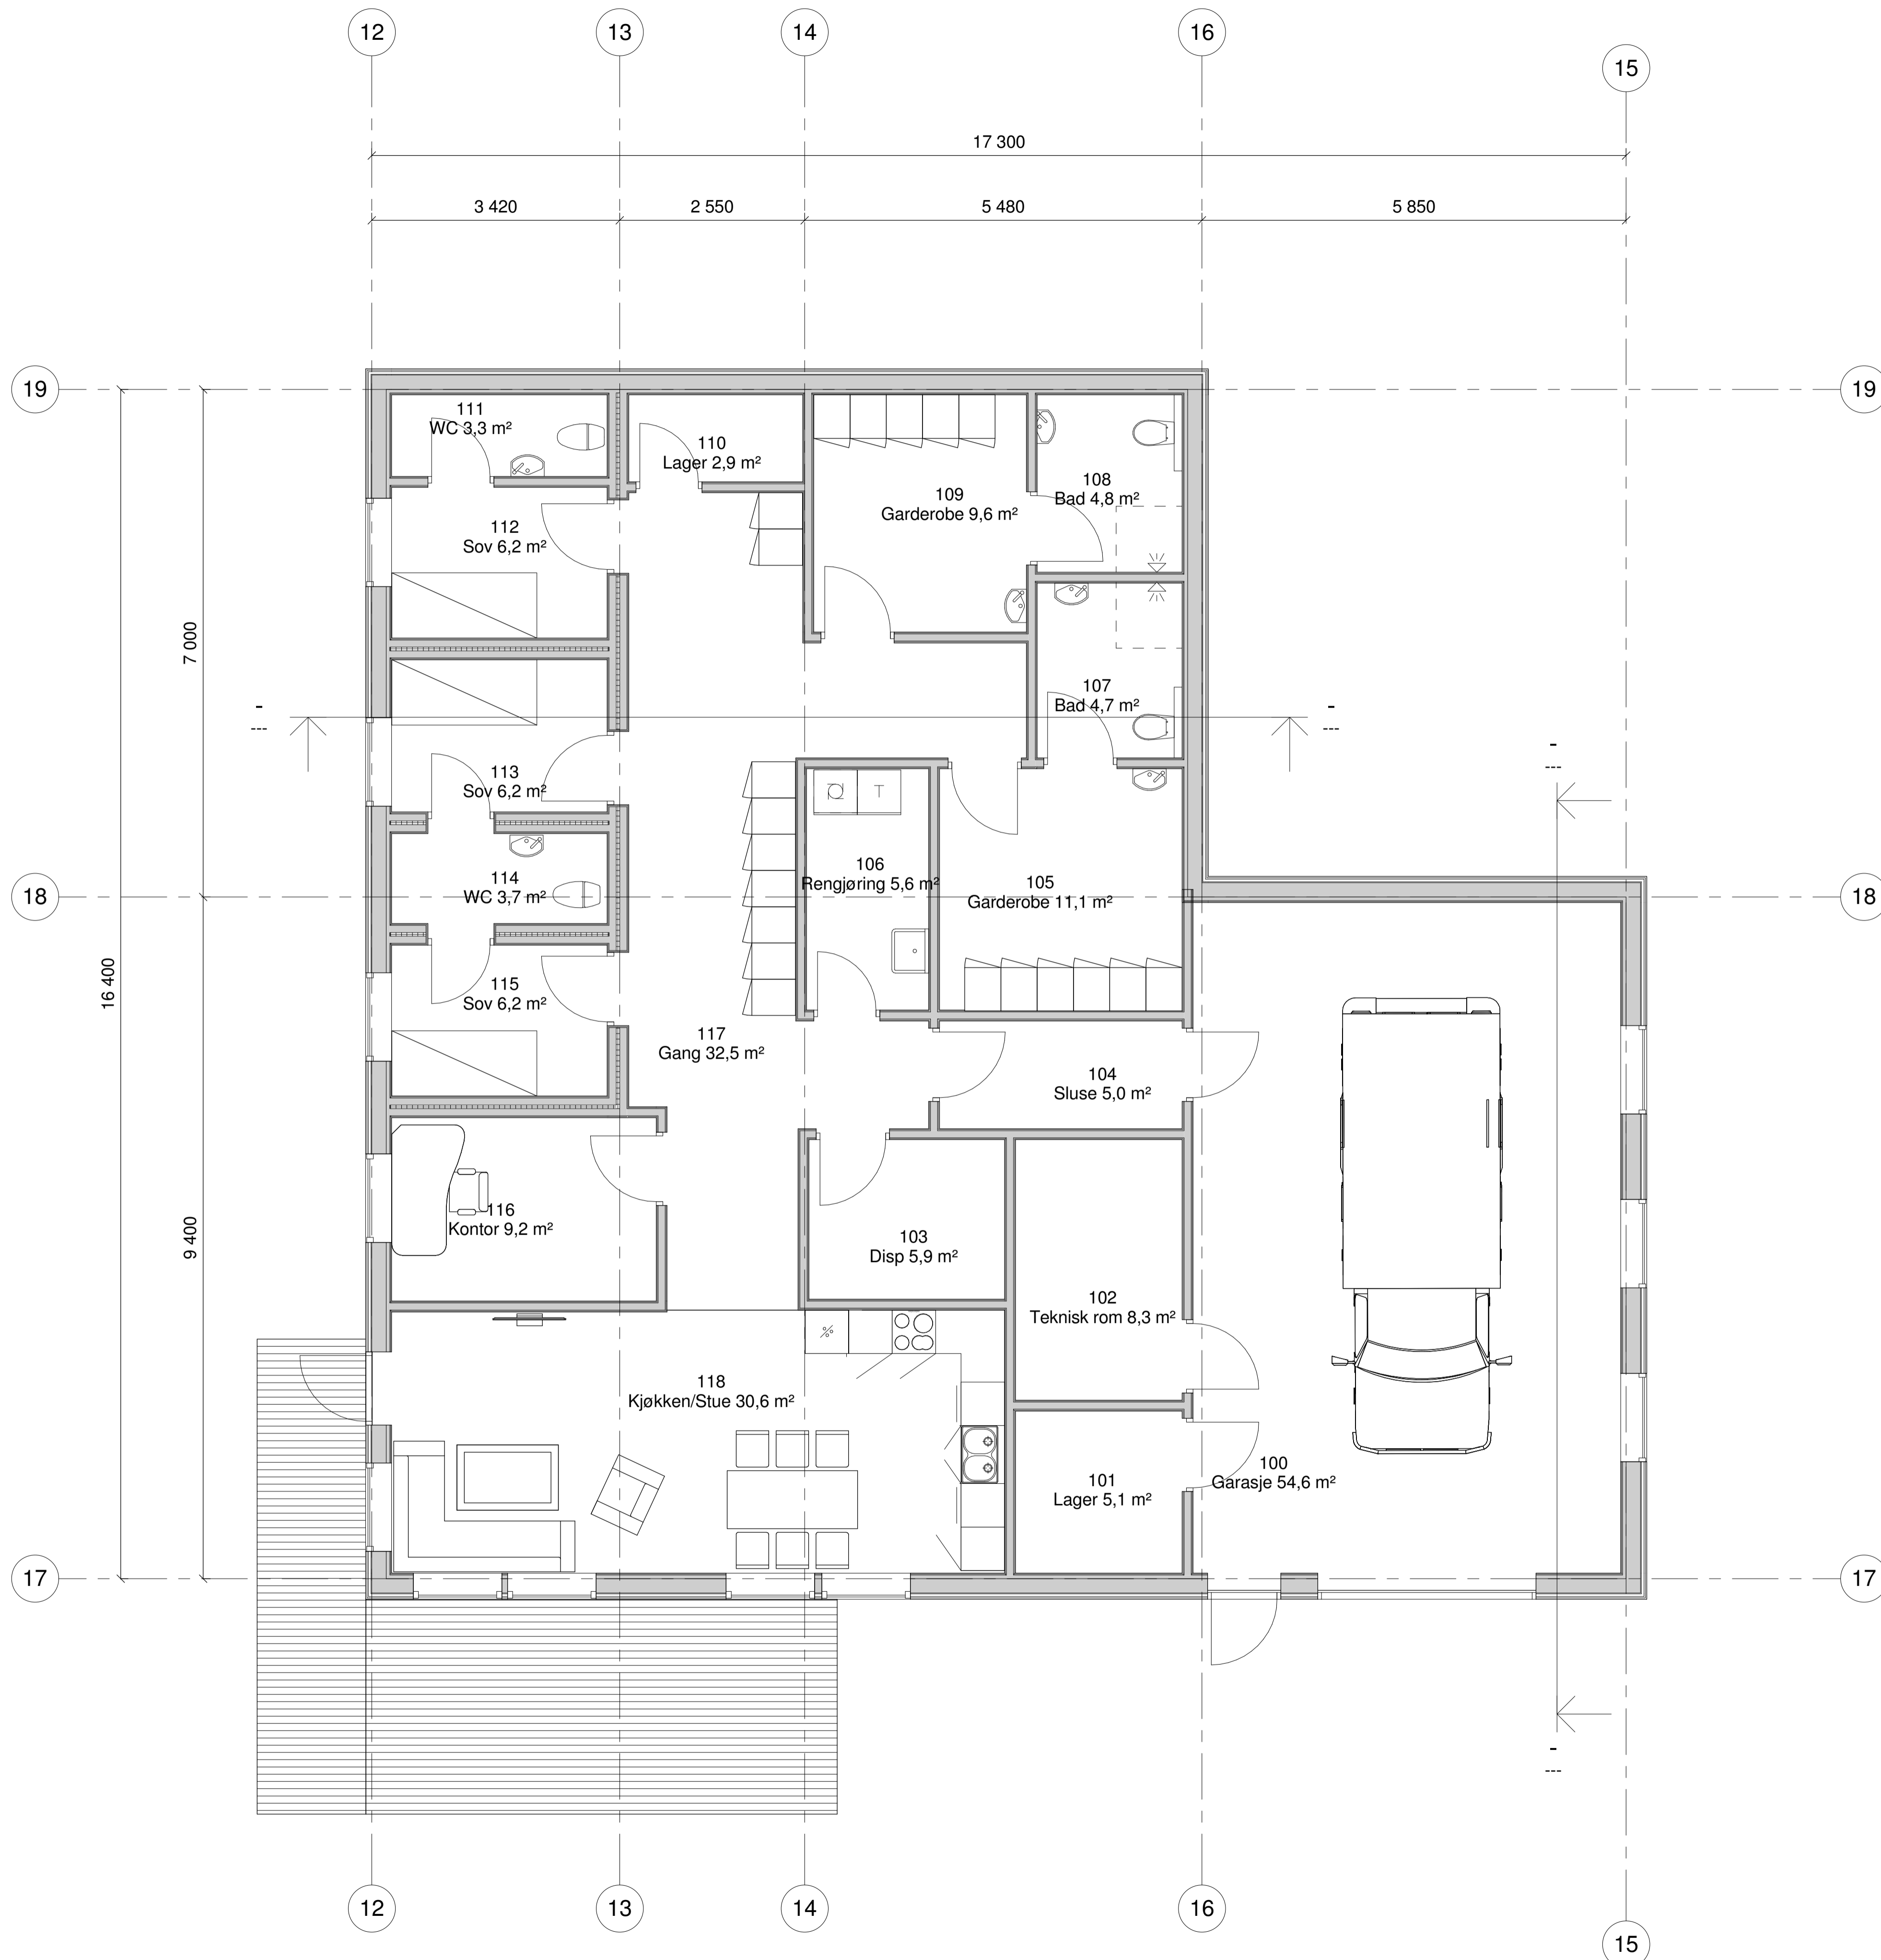 12
13
14
16
15
17 300
3 420
2 550
5 480
5 850
19
19
111
WC 3,3 m²
110
Lager 2,9 m²
109
Garderobe 9,6 m²
108
Bad 4,8 m²
112
Sov 6,2 m²
7 000
107
Bad 4,7 m²
-
---
-
---
-
---
113
Sov 6,2 m²
T
106
Rengjøring 5,6 m²
105
Garderobe 11,1 m²
114
WC 3,7 m²
18
18
16 400
115
Sov 6,2 m²
117
Gang 32,5 m²
104
Sluse 5,0 m²
116
Kontor 9,2 m²
9 400
103
Disp 5,9 m²
102
Teknisk rom 8,3 m²
118
Kjøkken/Stue 30,6 m²
101
Lager 5,1 m²
100
Garasje 54,6 m²
17
17
-
---
12
13
14
16
15